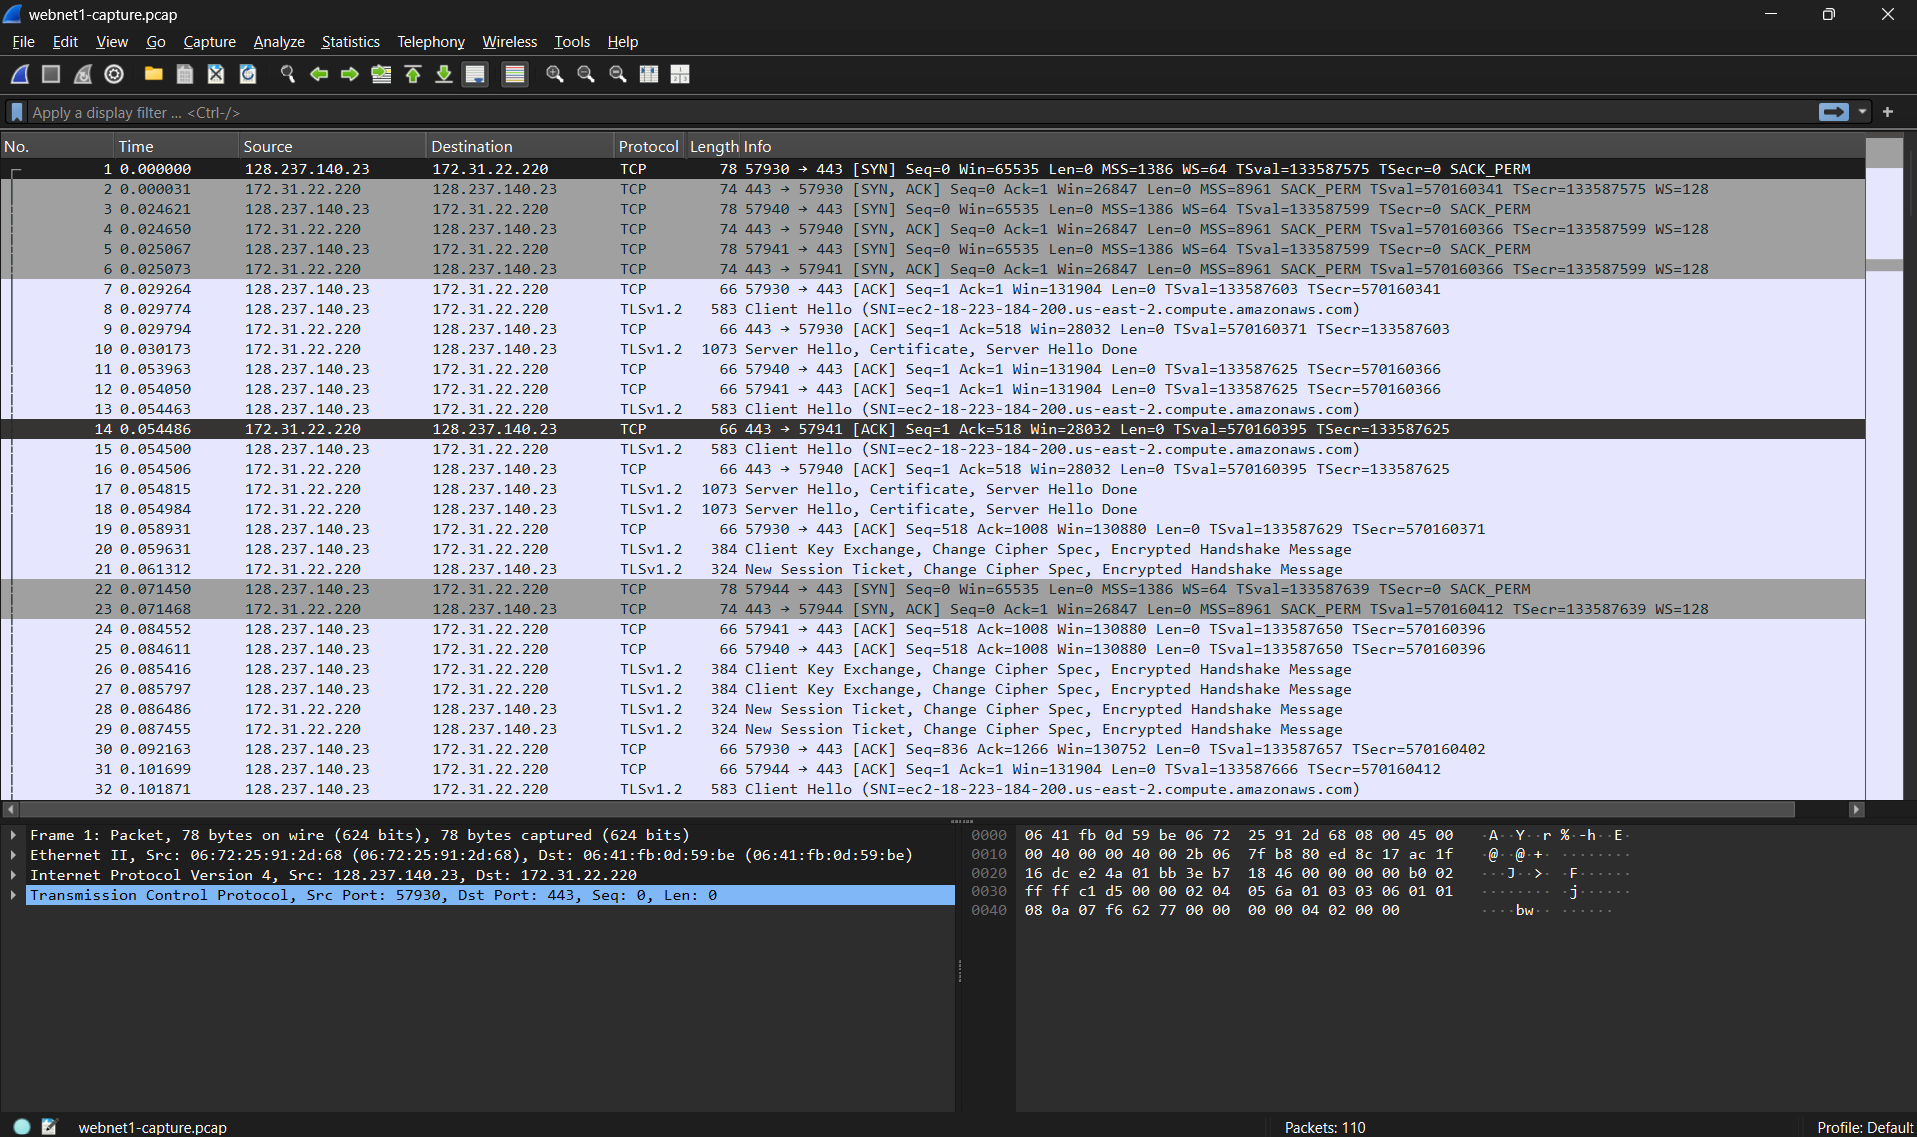 webnet1-capture.pcap
File Edit View Go Capture Analyze Statistics Telephony Wireless Tools Help
Apply a display filter ... <Ctrl-/>
No. Time Source Destination Protocol Length Info
1 0.000000 128.237.140.23 172.31.22.220 TCP 78 57930 → 443 [SYN] Seq=0 Win=65535 Len=0 MSS=1386 WS=64 TSval=133587575 TSecr=0 SACK_PERM
2 0.000031 172.31.22.220 128.237.140.23 TCP 74 443 → 57930 [SYN, ACK] Seq=0 Ack=1 Win=26847 Len=0 MSS=8961 SACK_PERM TSval=570160341 TSecr=133587575 WS=128
3 0.024621 128.237.140.23 172.31.22.220 TCP 78 57940 → 443 [SYN] Seq=0 Win=65535 Len=0 MSS=1386 WS=64 TSval=133587599 TSecr=0 SACK_PERM
4 0.024650 172.31.22.220 128.237.140.23 TCP 74 443 → 57940 [SYN, ACK] Seq=0 Ack=1 Win=26847 Len=0 MSS=8961 SACK_PERM TSval=570160366 TSecr=133587599 WS=128
5 0.025067 128.237.140.23 172.31.22.220 TCP 78 57941 → 443 [SYN] Seq=0 Win=65535 Len=0 MSS=1386 WS=64 TSval=133587599 TSecr=0 SACK_PERM
6 0.025073 172.31.22.220 128.237.140.23 TCP 74 443 → 57941 [SYN, ACK] Seq=0 Ack=1 Win=26847 Len=0 MSS=8961 SACK_PERM TSval=570160366 TSecr=133587599 WS=128
7 0.029264 128.237.140.23 172.31.22.220 TCP 66 57930 → 443 [ACK] Seq=1 Ack=1 Win=131904 Len=0 TSval=133587603 TSecr=570160341
8 0.029774 128.237.140.23 172.31.22.220 TLSv1.2 583 Client Hello (SNI=ec2-18-223-184-200.us-east-2.compute.amazonaws.com)
9 0.029794 172.31.22.220 128.237.140.23 TCP 66 443 → 57930 [ACK] Seq=1 Ack=518 Win=28032 Len=0 TSval=570160371 TSecr=133587603
10 0.030173 172.31.22.220 128.237.140.23 TLSv1.2 1073 Server Hello, Certificate, Server Hello Done
11 0.053963 128.237.140.23 172.31.22.220 TCP 66 57940 → 443 [ACK] Seq=1 Ack=1 Win=131904 Len=0 TSval=133587625 TSecr=570160366
12 0.054050 128.237.140.23 172.31.22.220 TCP 66 57941 → 443 [ACK] Seq=1 Ack=1 Win=131904 Len=0 TSval=133587625 TSecr=570160366
13 0.054463 128.237.140.23 172.31.22.220 TLSv1.2 583 Client Hello (SNI=ec2-18-223-184-200.us-east-2.compute.amazonaws.com)
14 0.054486 172.31.22.220 128.237.140.23 TCP 66 443 → 57941 [ACK] Seq=1 Ack=518 Win=28032 Len=0 TSval=570160395 TSecr=133587625
15 0.054500 128.237.140.23 172.31.22.220 TLSv1.2 583 Client Hello (SNI=ec2-18-223-184-200.us-east-2.compute.amazonaws.com)
16 0.054506 172.31.22.220 128.237.140.23 TCP 66 443 → 57940 [ACK] Seq=1 Ack=518 Win=28032 Len=0 TSval=570160395 TSecr=133587625
17 0.054815 172.31.22.220 128.237.140.23 TLSv1.2 1073 Server Hello, Certificate, Server Hello Done
18 0.054984 172.31.22.220 128.237.140.23 TLSv1.2 1073 Server Hello, Certificate, Server Hello Done
19 0.058931 128.237.140.23 172.31.22.220 TCP 66 57930 → 443 [ACK] Seq=518 Ack=1008 Win=130880 Len=0 TSval=133587629 TSecr=570160371
20 0.059631 128.237.140.23 172.31.22.220 TLSv1.2 384 Client Key Exchange, Change Cipher Spec, Encrypted Handshake Message
21 0.061312 172.31.22.220 128.237.140.23 TLSv1.2 324 New Session Ticket, Change Cipher Spec, Encrypted Handshake Message
22 0.071450 128.237.140.23 172.31.22.220 TCP 78 57944 → 443 [SYN] Seq=0 Win=65535 Len=0 MSS=1386 WS=64 TSval=133587639 TSecr=0 SACK_PERM
23 0.071468 172.31.22.220 128.237.140.23 TCP 74 443 → 57944 [SYN, ACK] Seq=0 Ack=1 Win=26847 Len=0 MSS=8961 SACK_PERM TSval=570160412 TSecr=133587639 WS=128
24 0.084552 128.237.140.23 172.31.22.220 TCP 66 57941 → 443 [ACK] Seq=518 Ack=1008 Win=130880 Len=0 TSval=133587650 TSecr=570160396
25 0.084611 128.237.140.23 172.31.22.220 TCP 66 57940 → 443 [ACK] Seq=518 Ack=1008 Win=130880 Len=0 TSval=133587650 TSecr=570160396
26 0.085416 128.237.140.23 172.31.22.220 TLSv1.2 384 Client Key Exchange, Change Cipher Spec, Encrypted Handshake Message
27 0.085797 128.237.140.23 172.31.22.220 TLSv1.2 384 Client Key Exchange, Change Cipher Spec, Encrypted Handshake Message
28 0.086486 172.31.22.220 128.237.140.23 TLSv1.2 324 New Session Ticket, Change Cipher Spec, Encrypted Handshake Message
29 0.087455 172.31.22.220 128.237.140.23 TLSv1.2 324 New Session Ticket, Change Cipher Spec, Encrypted Handshake Message
30 0.092163 128.237.140.23 172.31.22.220 TCP 66 57930 → 443 [ACK] Seq=836 Ack=1266 Win=130752 Len=0 TSval=133587657 TSecr=570160402
31 0.101699 128.237.140.23 172.31.22.220 TCP 66 57944 → 443 [ACK] Seq=1 Ack=1 Win=131904 Len=0 TSval=133587666 TSecr=570160412
32 0.101871 128.237.140.23 172.31.22.220 TLSv1.2 583 Client Hello (SNI=ec2-18-223-184-200.us-east-2.compute.amazonaws.com)
Frame 1: Packet, 78 bytes on wire (624 bits), 78 bytes captured (624 bits)
Ethernet II, Src: 06:72:25:91:2d:68 (06:72:25:91:2d:68), Dst: 06:41:fb:0d:59:be (06:41:fb:0d:59:be)
Internet Protocol Version 4, Src: 128.237.140.23, Dst: 172.31.22.220
Transmission Control Protocol, Src Port: 57930, Dst Port: 443, Seq: 0, Len: 0
0000 06 41 fb 0d 59 be 06 72 25 91 2d 68 08 00 45 00 ·A··Y··r %·-h··E·
0010 00 40 00 00 40 00 2b 06 7f b8 80 ed 8c 17 ac 1f ·@··@·+· ········
0020 16 dc e2 4a 01 bb 3e b7 18 46 00 00 00 00 b0 02 ···J··>· ·F······
0030 ff ff c1 d5 00 00 02 04 05 6a 01 03 03 06 01 01 ········ ·j······
0040 08 0a 07 f6 62 77 00 00 00 00 04 02 00 00 ····bw·· ······
webnet1-capture.pcap Packets: 110 Profile: Default